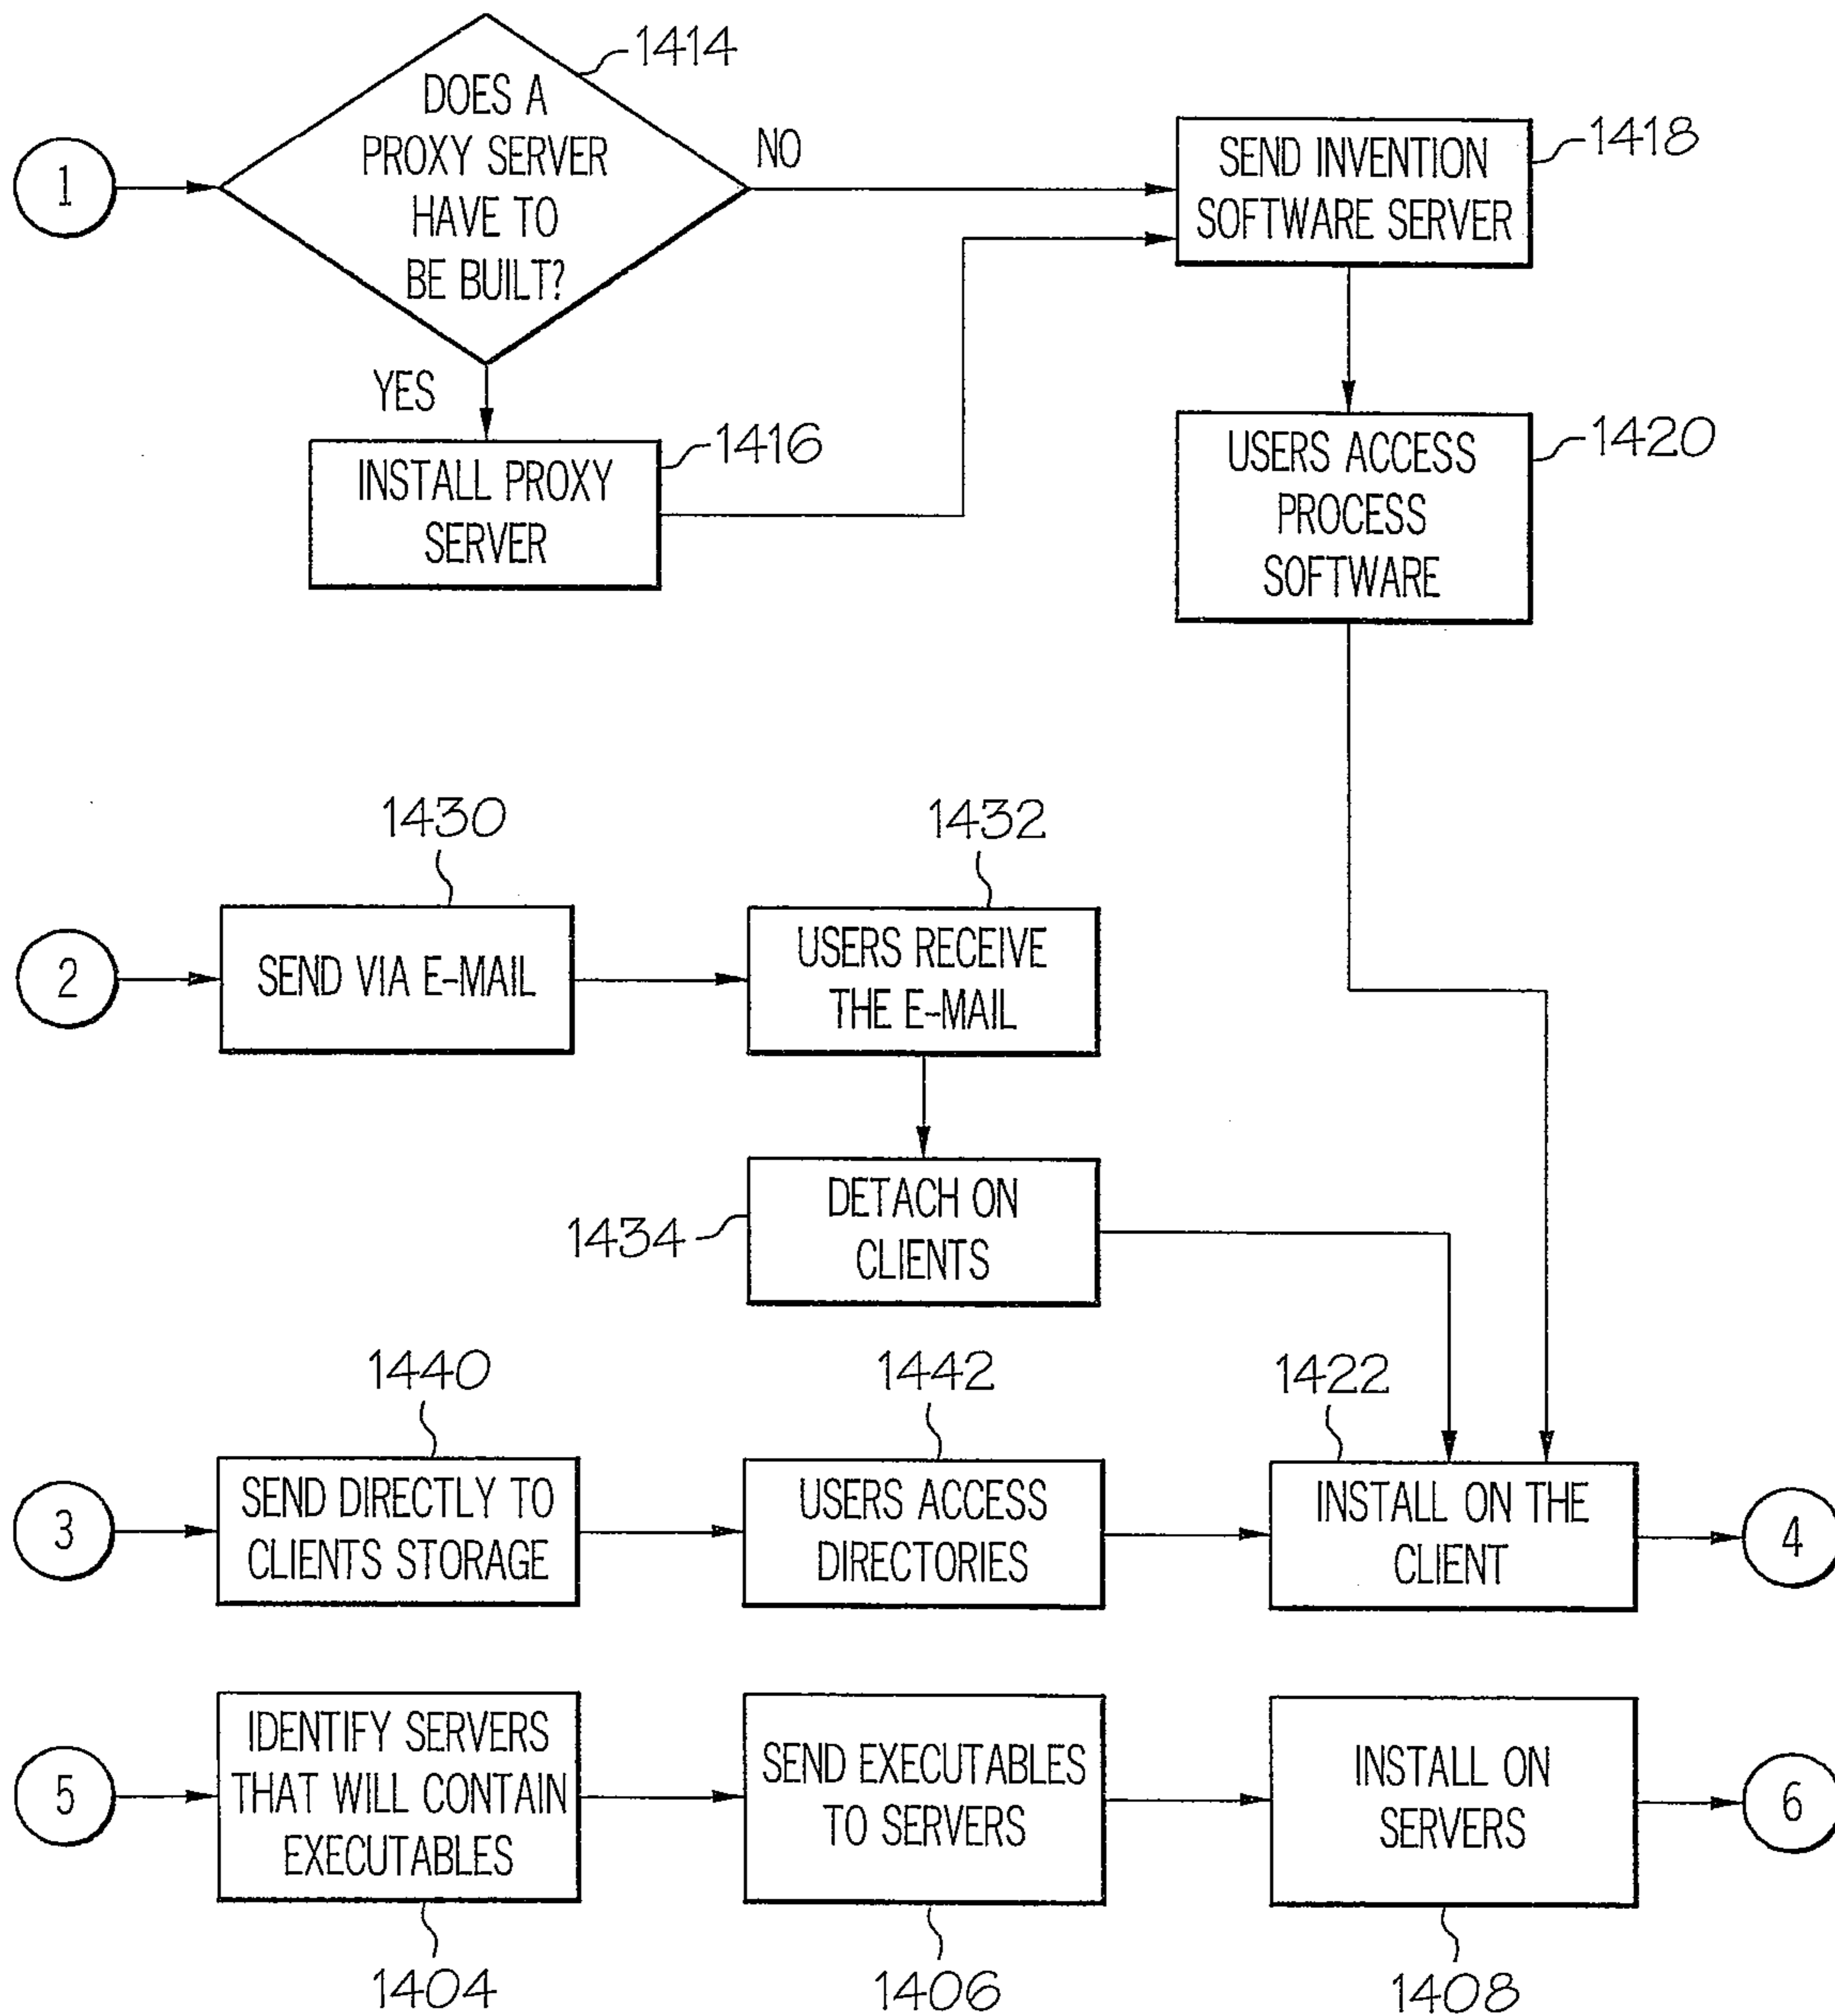 1414
DOES A
PROXY SERVER
HAVE TO
BE BUILT?
1
NO
YES
1418
SEND INVENTION
SOFTWARE SERVER
1416
INSTALL PROXY
SERVER
1420
USERS ACCESS
PROCESS
SOFTWARE
1430
1432
2
SEND VIA E-MAIL
USERS RECEIVE
THE E-MAIL
1434
DETACH ON
CLIENTS
1440
1442
1422
3
SEND DIRECTLY TO
CLIENTS STORAGE
USERS ACCESS
DIRECTORIES
INSTALL ON THE
CLIENT
4
5
IDENTIFY SERVERS
THAT WILL CONTAIN
EXECUTABLES
SEND EXECUTABLES
TO SERVERS
INSTALL ON
SERVERS
6
1404
1406
1408